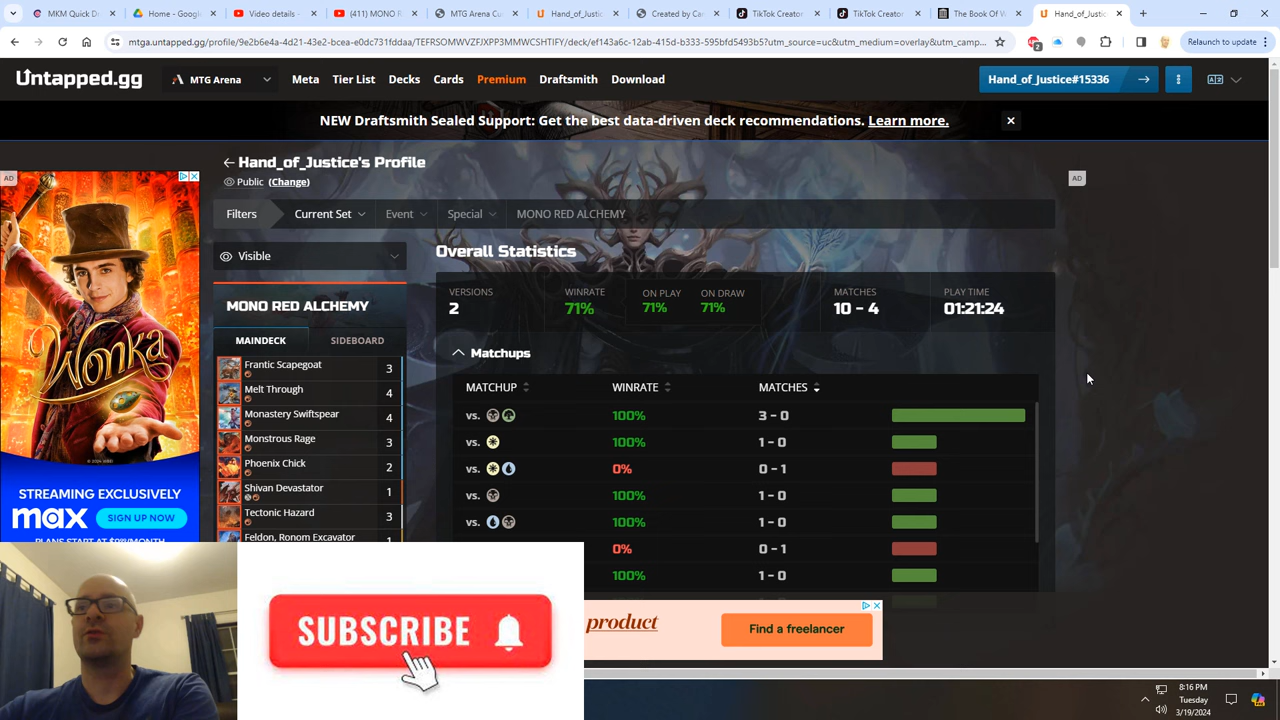 MKM Quick D
Home - Googl
Video details -
(411) MONO R
MTG Arena Cu
Hand_of_Justic
Created by Car
TikTok Creator
TikTok Creator
The Book Of W
Hand_of_Justic
mtga.untapped.gg/profile/9e2b6e4a-4d21-43e2-bcea-d0dc731fddaa/TEFRSOMWVZFJXPP3MMWCSHTIFY/deck/ef143a6c-12ab-415d-b333-595bfd5493b5?utm_source=uc&utm_medium=overlay&utm_camp...
2
Relaunch to update
Untapped.gg
MTG Arena
Meta
Tier List
Decks
Cards
Premium
Draftsmith
Download
Hand_of_Justice#15336
NEW Draftsmith Sealed Support: Get the best data-driven deck recommendations. Learn more.
Hand_of_Justice's Profile
Public (Change)
AD
AD
Filters
Current Set
Event
Special
MONO RED ALCHEMY
Visible
Overall Statistics
VERSIONS
2
WINRATE
71%
ON PLAY
71%
ON DRAW
71%
MATCHES
10 - 4
PLAY TIME
01:21:24
MONO RED ALCHEMY
MAINDECK
SIDEBOARD
Frantic Scapegoat 3
Melt Through 4
Monastery Swiftspear 4
Monstrous Rage 3
Phoenix Chick 2
Shivan Devastator 1
Tectonic Hazard 3
Feldon, Ronom Excavator 1
Matchups
MATCHUP WINRATE MATCHES
vs. 100% 3 - 0
vs. 100% 1 - 0
vs. 0% 0 - 1
vs. 100% 1 - 0
vs. 100% 1 - 0
0% 0 - 1
100% 1 - 0
Wonka
STREAMING EXCLUSIVELY
max
SIGN UP NOW
SUBSCRIBE
product
Find a freelancer
8:16 PM
Tuesday
3/19/2024